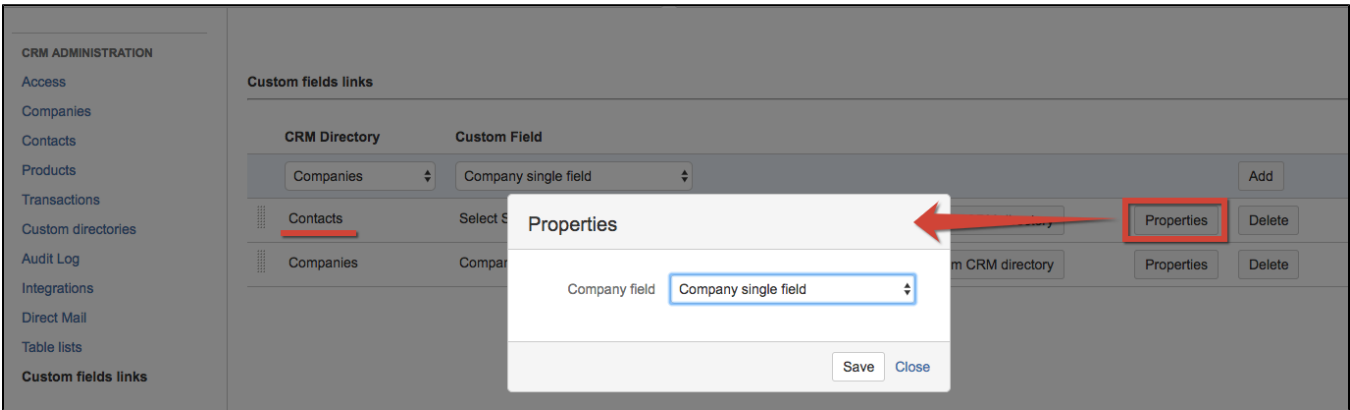 CRM ADMINISTRATION
Access
Companies
Contacts
Products
Transactions
Custom directories
Audit Log
Integrations
Direct Mail
Table lists
Custom fields links
Custom fields links
CRM Directory Custom Field
Companies Company single field Add
Contacts Select S Properties Delete
Companies Compar m CRM directory Properties Delete
Properties
Company field Company single field
Save Close